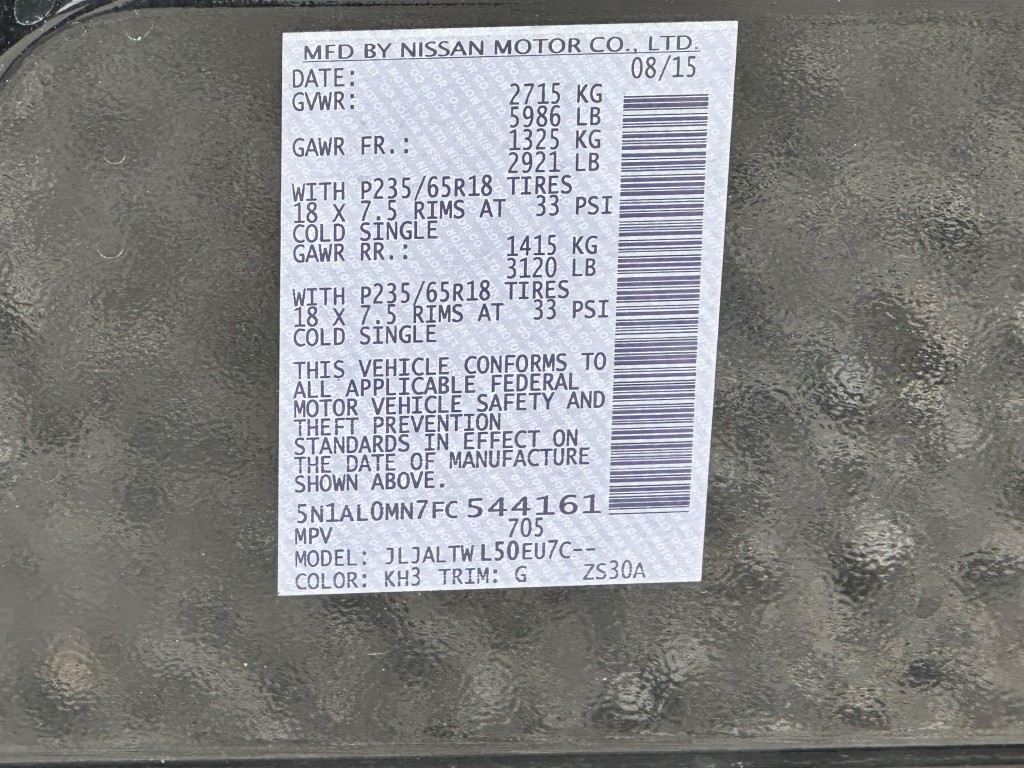 MFD BY NISSAN MOTOR CO., LTD.
DATE: 08/15
GVWR: 2715 KG
5986 LB
GAWR FR.: 1325 KG
2921 LB
WITH P235/65R18 TIRES
18 X 7.5 RIMS AT 33 PSI
COLD SINGLE
GAWR RR.: 1415 KG
3120 LB
WITH P235/65R18 TIRES
18 X 7.5 RIMS AT 33 PSI
COLD SINGLE
THIS VEHICLE CONFORMS TO
ALL APPLICABLE FEDERAL
MOTOR VEHICLE SAFETY AND
THEFT PREVENTION
STANDARDS IN EFFECT ON
THE DATE OF MANUFACTURE
SHOWN ABOVE.
5N1AL0MN7FC 544161
MPV 705
MODEL: JLJALTWL50EU7C--
COLOR: KH3 TRIM: G ZS30A